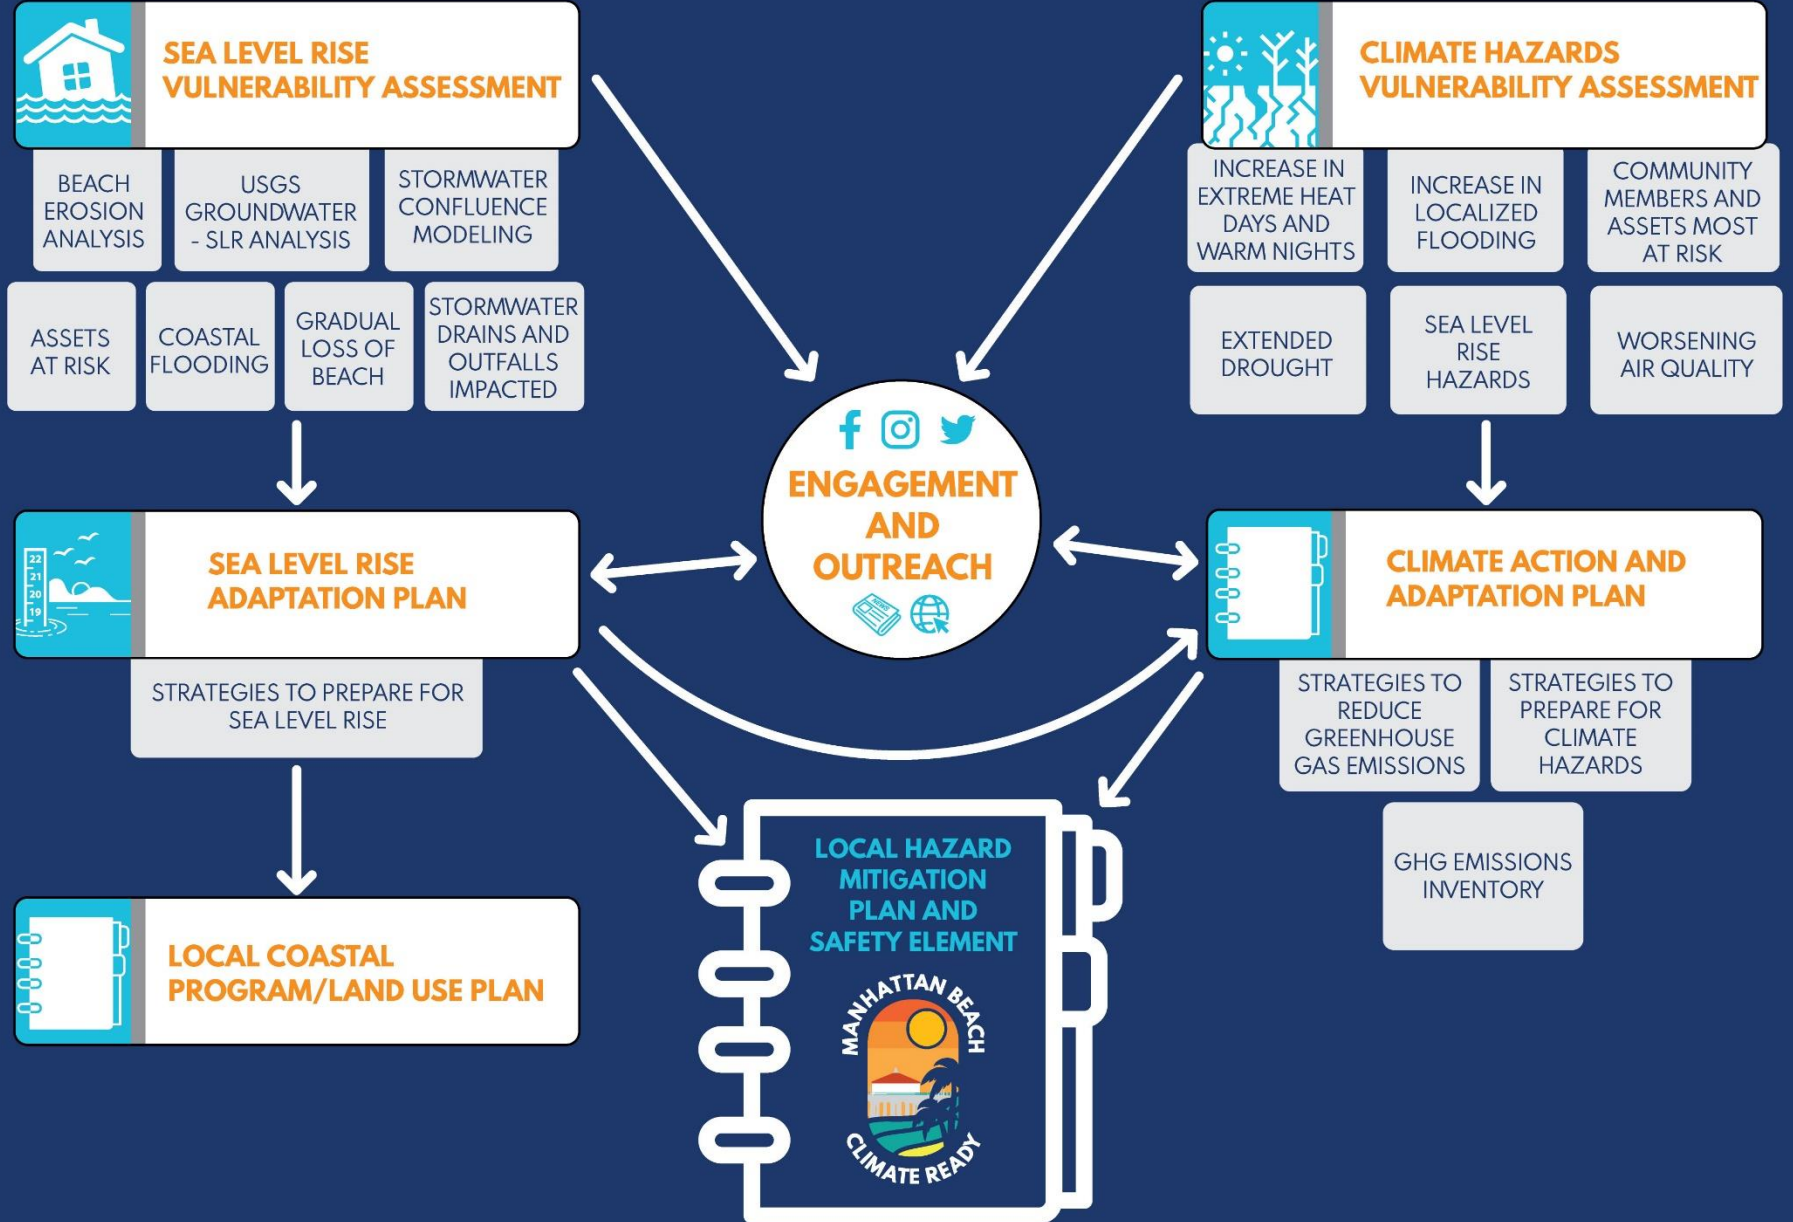 SEA LEVEL RISE
VULNERABILITY ASSESSMENT
BEACH
EROSION
ANALYSIS
USGS
GROUNDWATER
- SLR ANALYSIS
STORMWATER
CONFLUENCE
MODELING
ASSETS
AT RISK
COASTAL
FLOODING
GRADUAL
LOSS OF
BEACH
STORMWATER
DRAINS AND
OUTFALLS
IMPACTED
CLIMATE HAZARDS
VULNERABILITY ASSESSMENT
INCREASE IN
EXTREME HEAT
DAYS AND
WARM NIGHTS
INCREASE IN
LOCALIZED
FLOODING
COMMUNITY
MEMBERS AND
ASSETS MOST
AT RISK
EXTENDED
DROUGHT
SEA LEVEL
RISE
HAZARDS
WORSENING
AIR QUALITY
ENGAGEMENT
AND
OUTREACH
NEWS
22
21
20
19
SEA LEVEL RISE
ADAPTATION PLAN
STRATEGIES TO PREPARE FOR
SEA LEVEL RISE
CLIMATE ACTION AND
ADAPTATION PLAN
STRATEGIES TO
REDUCE
GREENHOUSE
GAS EMISSIONS
STRATEGIES TO
PREPARE FOR
CLIMATE
HAZARDS
GHG EMISSIONS
INVENTORY
LOCAL COASTAL
PROGRAM/LAND USE PLAN
LOCAL HAZARD
MITIGATION
PLAN AND
SAFETY ELEMENT
MANHATTAN BEACH
CLIMATE READY